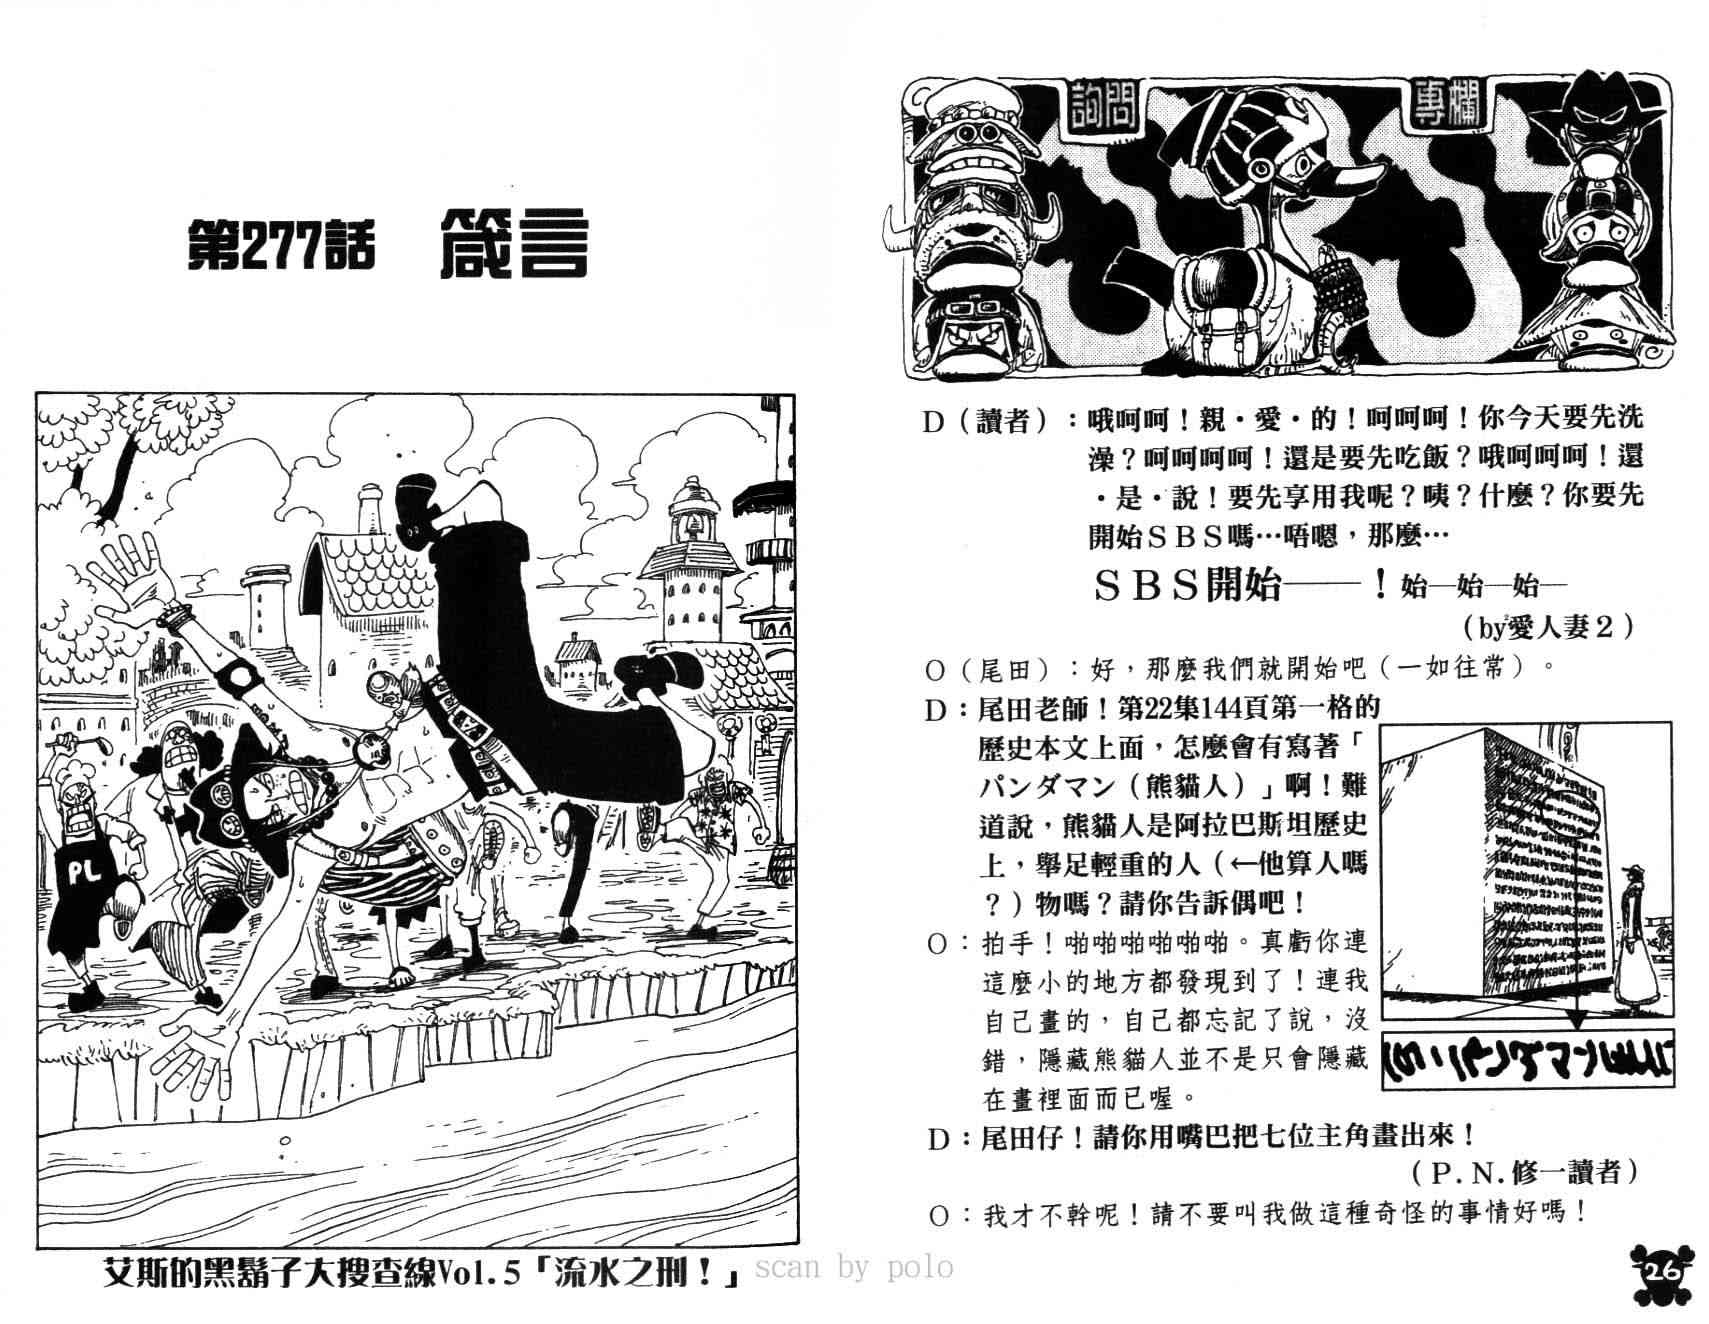 詢問
專欄
D（讀者）：哦呵呵！親・愛・的！呵呵呵！你今天要先洗
澡？呵呵呵呵！還是要先吃飯？哦呵呵呵！還
・是・說！要先享用我呢？咦？什麼？你要先
開始ＳＢＳ嗎…唔嗯，那麼…
ＳＢＳ開始——！始—始—始—
（by愛人妻２）
O（尾田）：好，那麼我們就開始吧（一如往常）。
D：尾田老師！第22集144頁第一格的
歷史本文上面，怎麼會有寫著「
パンダマン（熊貓人）」啊！難
道說，熊貓人是阿拉巴斯坦歷史
上，舉足輕重的人（←他算人嗎
？）物嗎？請你告訴偶吧！
O：拍手！啪啪啪啪啪啪。真虧你連
這麼小的地方都發現到了！連我
自己畫的，自己都忘記了說，沒
錯，隱藏熊貓人並不是只會隱藏
在畫裡面而已喔。
パンダマン
D：尾田仔！請你用嘴巴把七位主角畫出來！
（P.N.修一讀者）
O：我才不幹呢！請不要叫我做這種奇怪的事情好嗎！
26
第277話　箴言
PL
艾斯的黑鬍子大搜查線Vol.5「流水之刑！」
scan by polo